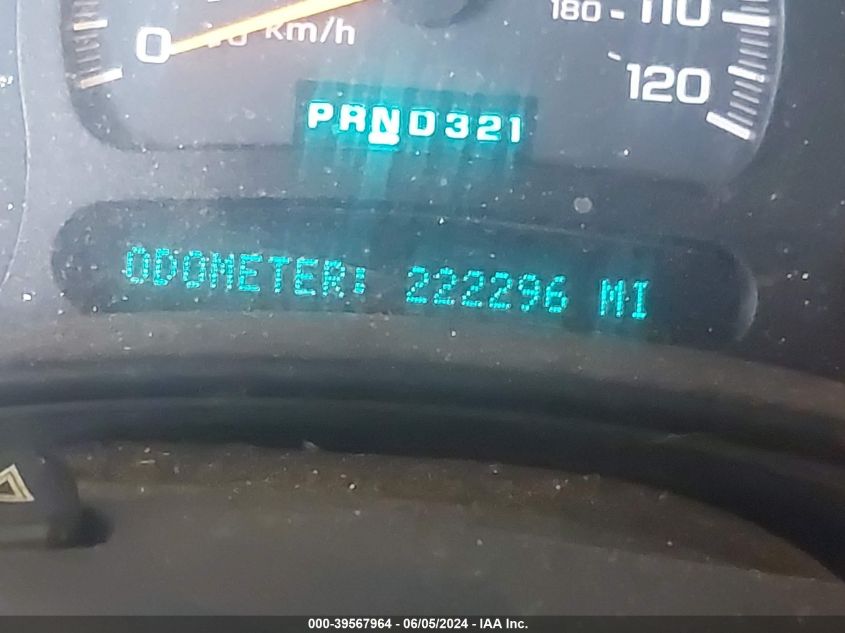 180 110
0 km/h
120
PRND321
ODOMETER: 222296 MI
000-39567964 - 06/05/2024 - IAA Inc.